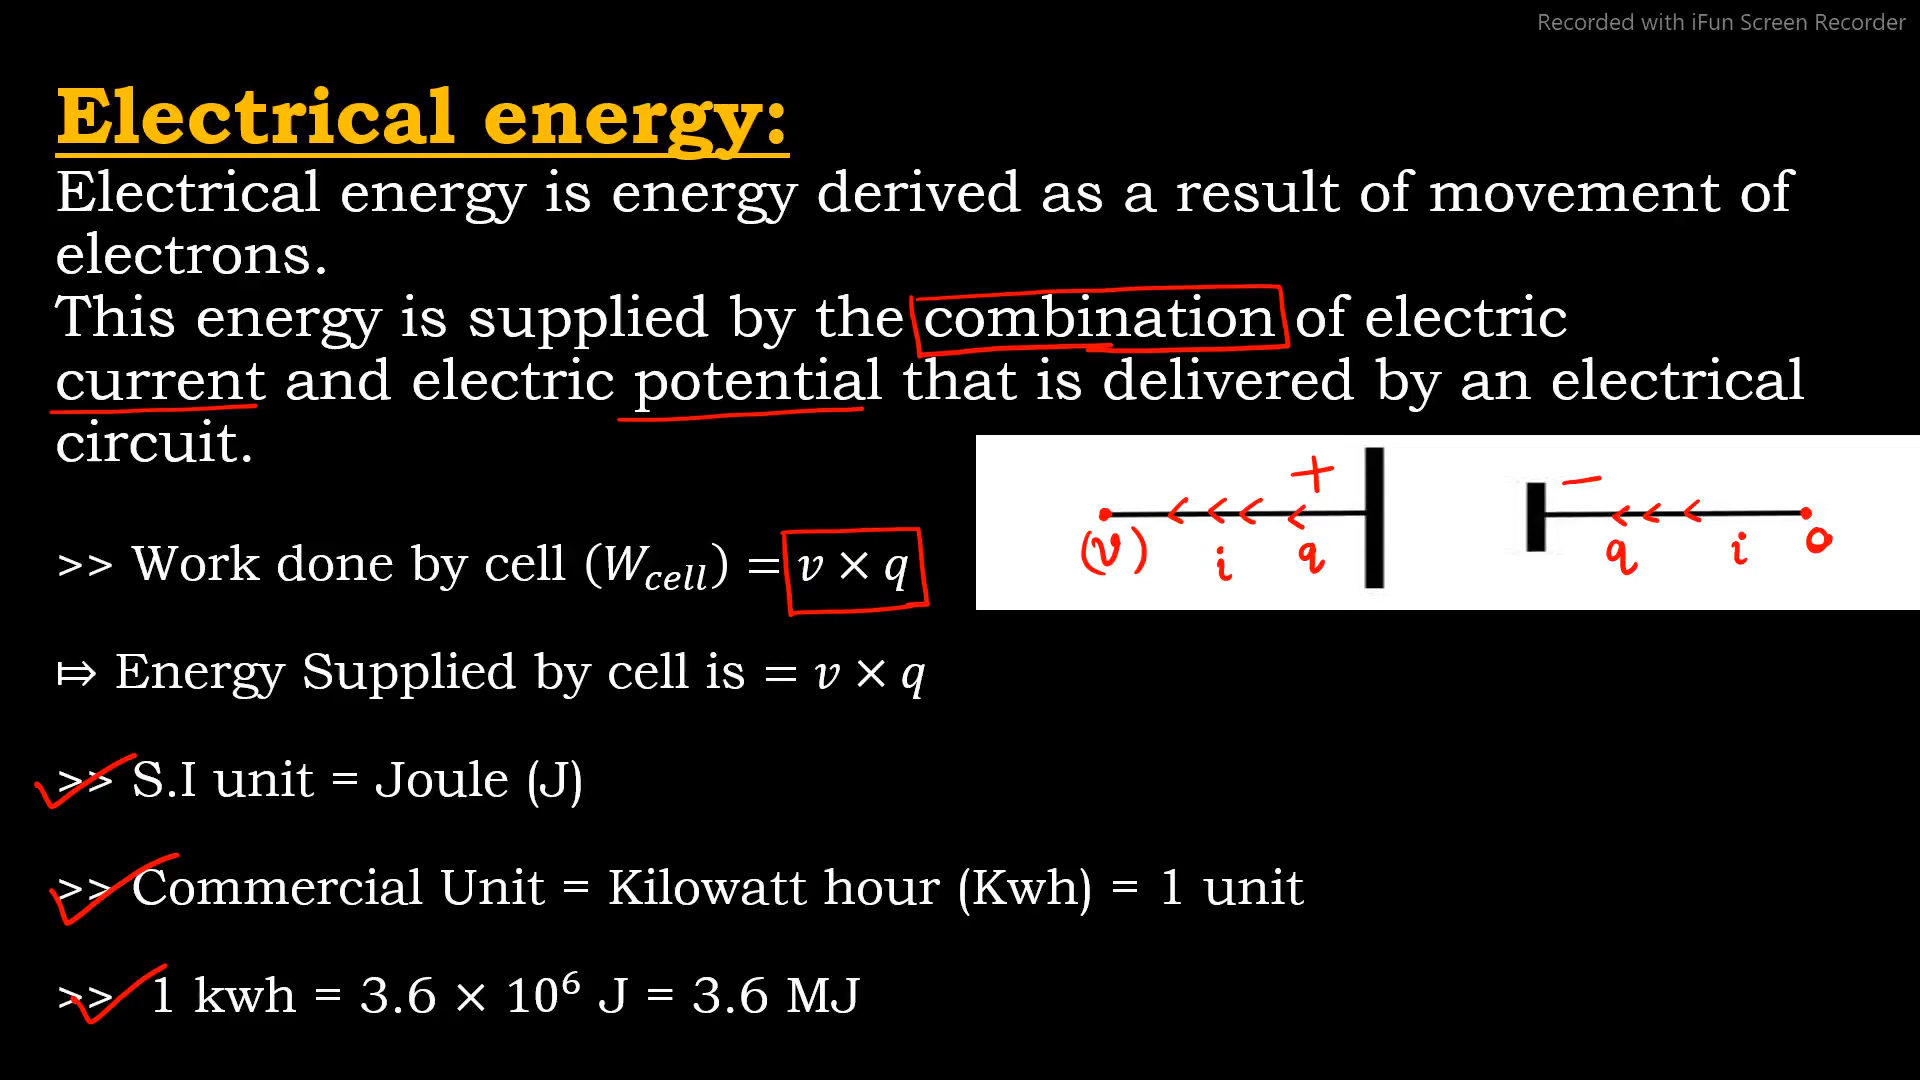 Recorded with iFun Screen Recorder
Electrical energy:
Electrical energy is energy derived as a result of movement of
electrons.
This energy is supplied by the combination of electric
current and electric potential that is delivered by an electrical
circuit.
+ −
(v) i q q i 0
>> Work done by cell (W_cell) = v × q
⤇ Energy Supplied by cell is = v × q
>> S.I unit = Joule (J)
>> Commercial Unit = Kilowatt hour (Kwh) = 1 unit
>> 1 kwh = 3.6 × 10⁶ J = 3.6 MJ